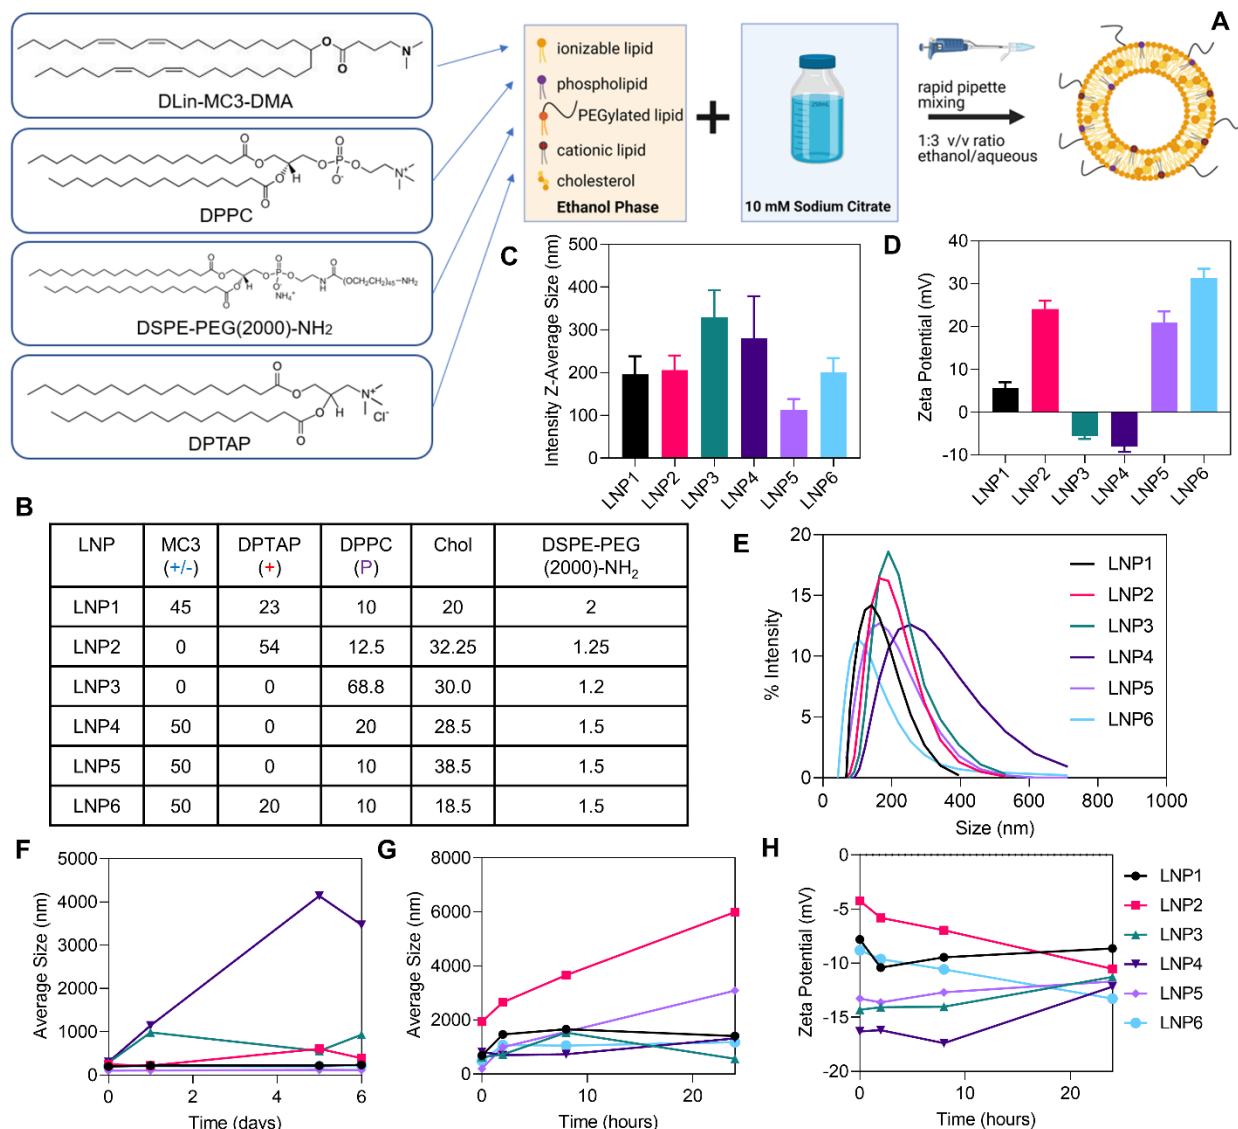 A
DLin-MC3-DMA
O
O
N
DPPC
O
O
O
O
H
O
P
O
O-
N+
DSPE-PEG(2000)-NH2
O
O
O
O
H
O
P
O
O-
NH4+
N
H
O
(OCH2CH2)45-NH2
DPTAP
O
O
O
O
H
N+
Cl-
ionizable lipid
phospholipid
PEGylated lipid
cationic lipid
cholesterol
Ethanol Phase
+
250mL
10 mM Sodium Citrate
rapid pipette
mixing
1:3 v/v ratio
ethanol/aqueous
B
LNP MC3 (+/-) DPTAP (+) DPPC (P) Chol DSPE-PEG (2000)-NH2
LNP1 45 23 10 20 2
LNP2 0 54 12.5 32.25 1.25
LNP3 0 0 68.8 30.0 1.2
LNP4 50 0 20 28.5 1.5
LNP5 50 0 10 38.5 1.5
LNP6 50 20 10 18.5 1.5
C
Intensity Z-Average Size (nm)
500
400
300
200
100
0
LNP1 LNP2 LNP3 LNP4 LNP5 LNP6
D
Zeta Potential (mV)
40
30
20
10
0
-10
LNP1 LNP2 LNP3 LNP4 LNP5 LNP6
E
% Intensity
20
15
10
5
0
0 200 400 600 800 1000
Size (nm)
LNP1
LNP2
LNP3
LNP4
LNP5
LNP6
F
Average Size (nm)
5000
4000
3000
2000
1000
0
0 2 4 6
Time (days)
G
Average Size (nm)
8000
6000
4000
2000
0
0 10 20
Time (hours)
H
Zeta Potential (mV)
0
-5
-10
-15
-20
0 10 20
Time (hours)
LNP1
LNP2
LNP3
LNP4
LNP5
LNP6